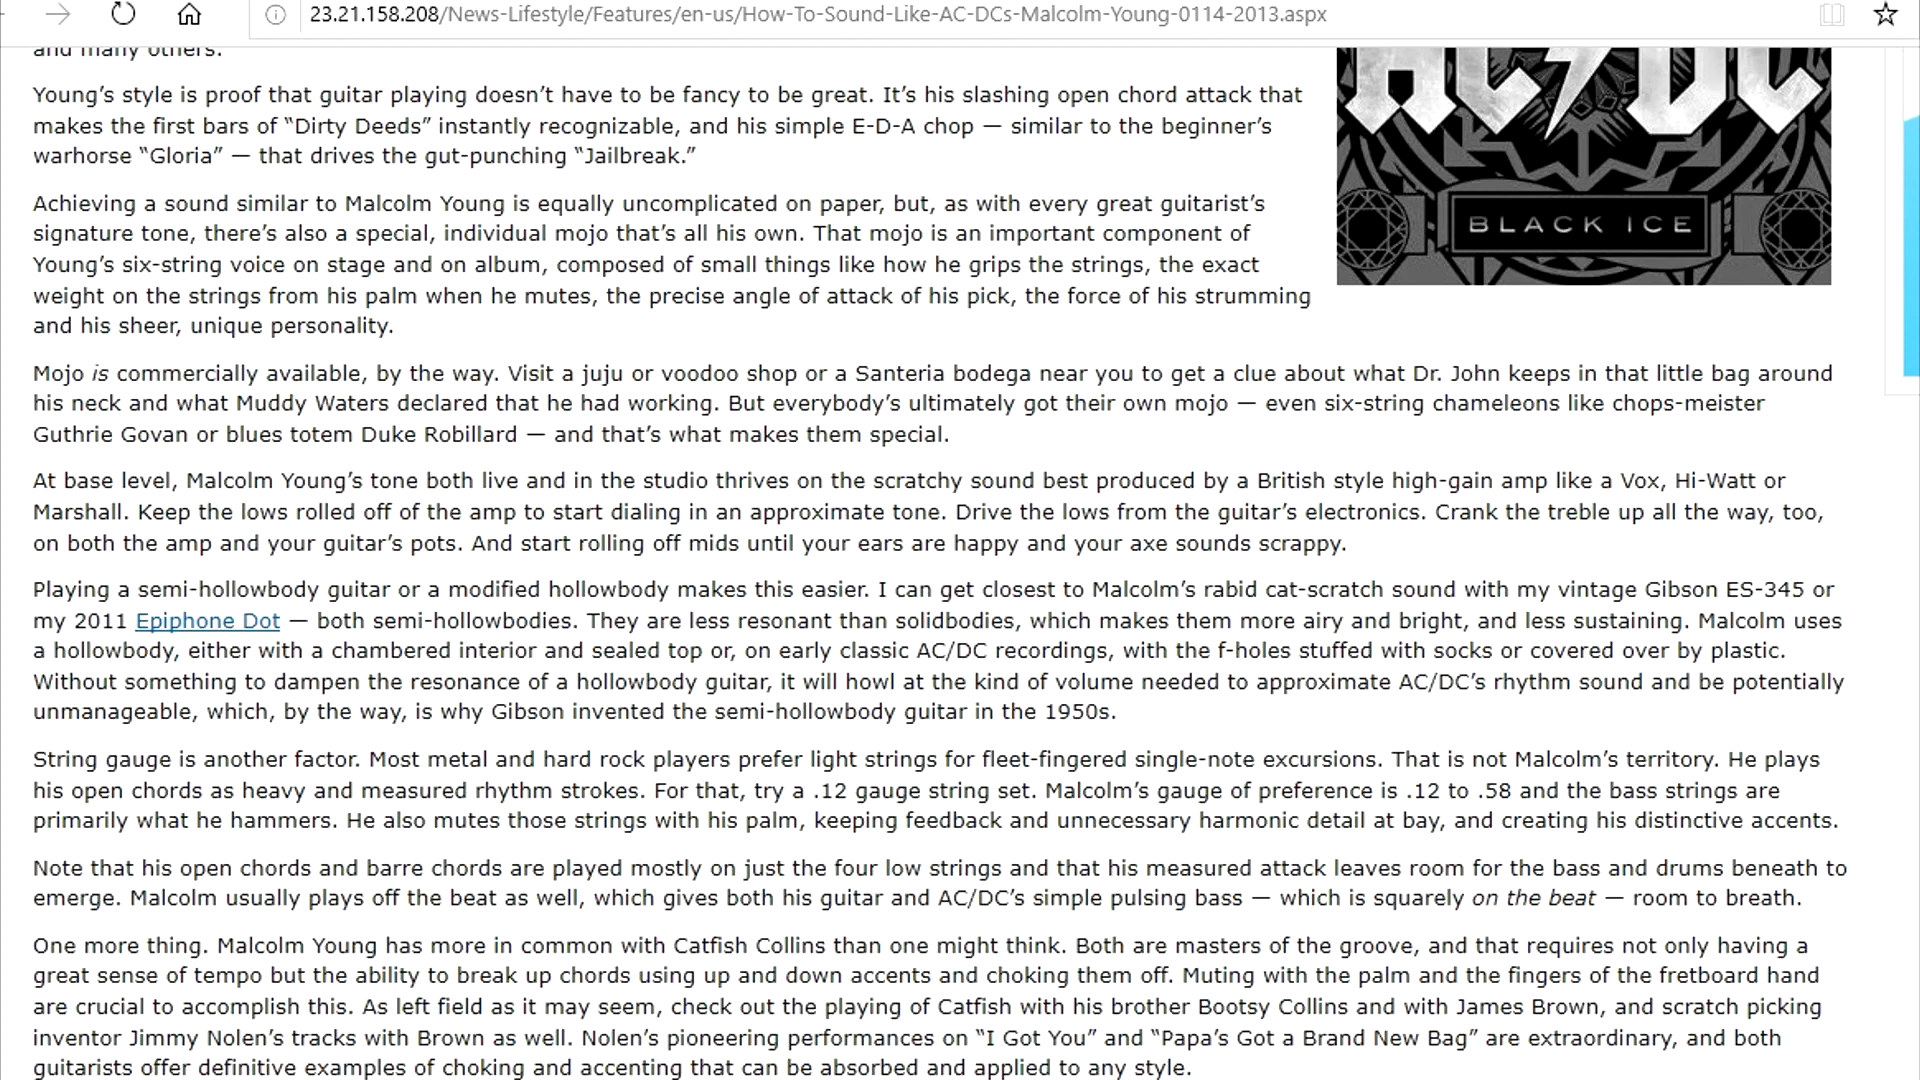 23.21.158.208/News-Lifestyle/Features/en-us/How-To-Sound-Like-AC-DCs-Malcolm-Young-0114-2013.aspx
and many others.
AC DC
BLACK ICE
Young’s style is proof that guitar playing doesn’t have to be fancy to be great. It’s his slashing open chord attack that
makes the first bars of “Dirty Deeds” instantly recognizable, and his simple E-D-A chop — similar to the beginner’s
warhorse “Gloria” — that drives the gut-punching “Jailbreak.”
Achieving a sound similar to Malcolm Young is equally uncomplicated on paper, but, as with every great guitarist’s
signature tone, there’s also a special, individual mojo that’s all his own. That mojo is an important component of
Young’s six-string voice on stage and on album, composed of small things like how he grips the strings, the exact
weight on the strings from his palm when he mutes, the precise angle of attack of his pick, the force of his strumming
and his sheer, unique personality.
Mojo is commercially available, by the way. Visit a juju or voodoo shop or a Santeria bodega near you to get a clue about what Dr. John keeps in that little bag around
his neck and what Muddy Waters declared that he had working. But everybody’s ultimately got their own mojo — even six-string chameleons like chops-meister
Guthrie Govan or blues totem Duke Robillard — and that’s what makes them special.
At base level, Malcolm Young’s tone both live and in the studio thrives on the scratchy sound best produced by a British style high-gain amp like a Vox, Hi-Watt or
Marshall. Keep the lows rolled off of the amp to start dialing in an approximate tone. Drive the lows from the guitar’s electronics. Crank the treble up all the way, too,
on both the amp and your guitar’s pots. And start rolling off mids until your ears are happy and your axe sounds scrappy.
Playing a semi-hollowbody guitar or a modified hollowbody makes this easier. I can get closest to Malcolm’s rabid cat-scratch sound with my vintage Gibson ES-345 or
my 2011 Epiphone Dot — both semi-hollowbodies. They are less resonant than solidbodies, which makes them more airy and bright, and less sustaining. Malcolm uses
a hollowbody, either with a chambered interior and sealed top or, on early classic AC/DC recordings, with the f-holes stuffed with socks or covered over by plastic.
Without something to dampen the resonance of a hollowbody guitar, it will howl at the kind of volume needed to approximate AC/DC’s rhythm sound and be potentially
unmanageable, which, by the way, is why Gibson invented the semi-hollowbody guitar in the 1950s.
String gauge is another factor. Most metal and hard rock players prefer light strings for fleet-fingered single-note excursions. That is not Malcolm’s territory. He plays
his open chords as heavy and measured rhythm strokes. For that, try a .12 gauge string set. Malcolm’s gauge of preference is .12 to .58 and the bass strings are
primarily what he hammers. He also mutes those strings with his palm, keeping feedback and unnecessary harmonic detail at bay, and creating his distinctive accents.
Note that his open chords and barre chords are played mostly on just the four low strings and that his measured attack leaves room for the bass and drums beneath to
emerge. Malcolm usually plays off the beat as well, which gives both his guitar and AC/DC’s simple pulsing bass — which is squarely on the beat — room to breath.
One more thing. Malcolm Young has more in common with Catfish Collins than one might think. Both are masters of the groove, and that requires not only having a
great sense of tempo but the ability to break up chords using up and down accents and choking them off. Muting with the palm and the fingers of the fretboard hand
are crucial to accomplish this. As left field as it may seem, check out the playing of Catfish with his brother Bootsy Collins and with James Brown, and scratch picking
inventor Jimmy Nolen’s tracks with Brown as well. Nolen’s pioneering performances on “I Got You” and “Papa’s Got a Brand New Bag” are extraordinary, and both
guitarists offer definitive examples of choking and accenting that can be absorbed and applied to any style.